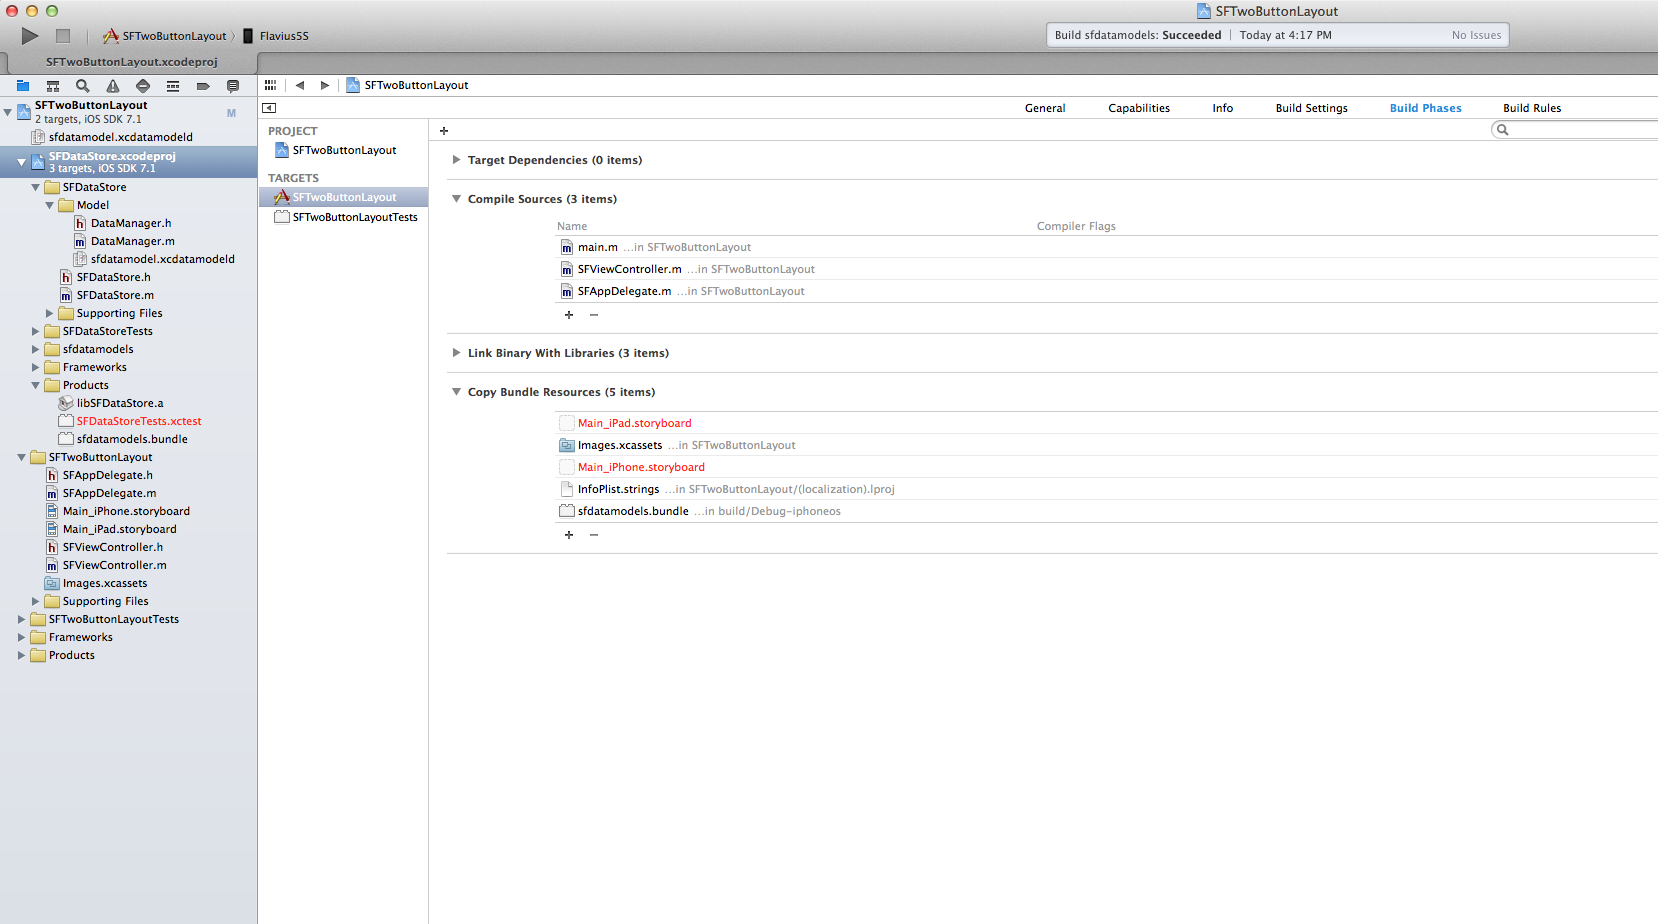 SFTwoButtonLayout
SFTwoButtonLayout
Flavius5S
Build sfdatamodels: Succeeded
Today at 4:17 PM
No Issues
SFTwoButtonLayout.xcodeproj
SFTwoButtonLayout
2 targets, iOS SDK 7.1
M
sfdatamodel.xcdatamodeld
SFDataStore.xcodeproj
3 targets, iOS SDK 7.1
SFDataStore
Model
DataManager.h
DataManager.m
sfdatamodel.xcdatamodeld
SFDataStore.h
SFDataStore.m
Supporting Files
SFDataStoreTests
sfdatamodels
Frameworks
Products
libSFDataStore.a
SFDataStoreTests.xctest
sfdatamodels.bundle
SFTwoButtonLayout
SFAppDelegate.h
SFAppDelegate.m
Main_iPhone.storyboard
Main_iPad.storyboard
SFViewController.h
SFViewController.m
Images.xcassets
Supporting Files
SFTwoButtonLayoutTests
Frameworks
Products
SFTwoButtonLayout
General
Capabilities
Info
Build Settings
Build Phases
Build Rules
PROJECT
SFTwoButtonLayout
TARGETS
SFTwoButtonLayout
SFTwoButtonLayoutTests
Target Dependencies (0 items)
Compile Sources (3 items)
Name
Compiler Flags
main.m ...in SFTwoButtonLayout
SFViewController.m ...in SFTwoButtonLayout
SFAppDelegate.m ...in SFTwoButtonLayout
Link Binary With Libraries (3 items)
Copy Bundle Resources (5 items)
Main_iPad.storyboard
Images.xcassets ...in SFTwoButtonLayout
Main_iPhone.storyboard
InfoPlist.strings ...in SFTwoButtonLayout/(localization).lproj
sfdatamodels.bundle ...in build/Debug-iphoneos